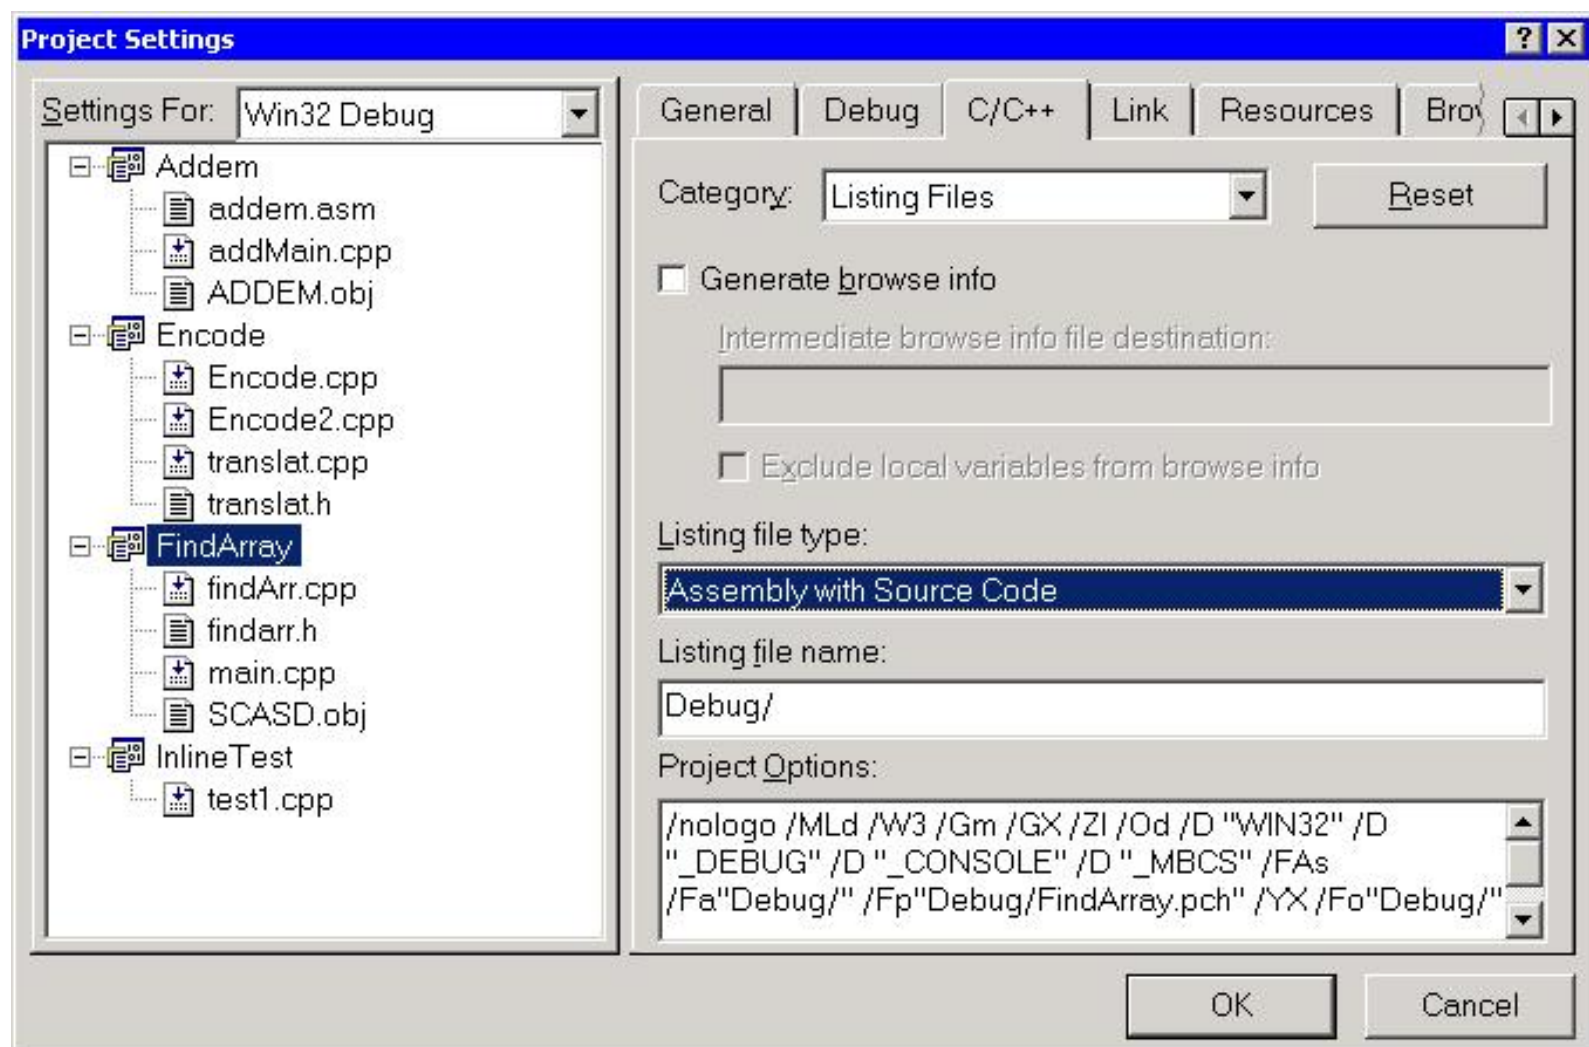 Project Settings
Settings For: Win32 Debug
Addem
addem.asm
addMain.cpp
ADDEM.obj
Encode
Encode.cpp
Encode2.cpp
translat.cpp
translat.h
FindArray
findArr.cpp
findarr.h
main.cpp
SCASD.obj
InlineTest
test1.cpp
General Debug C/C++ Link Resources Bro
Category: Listing Files Reset
Generate browse info
Intermediate browse info file destination:
Exclude local variables from browse info
Listing file type:
Assembly with Source Code
Listing file name:
Debug/
Project Options:
/nologo /MLd /W3 /Gm /GX /ZI /Od /D "WIN32" /D
"_DEBUG" /D "_CONSOLE" /D "_MBCS" /FAs
/Fa"Debug/" /Fp"Debug/FindArray.pch" /YX /Fo"Debug/"
OK Cancel